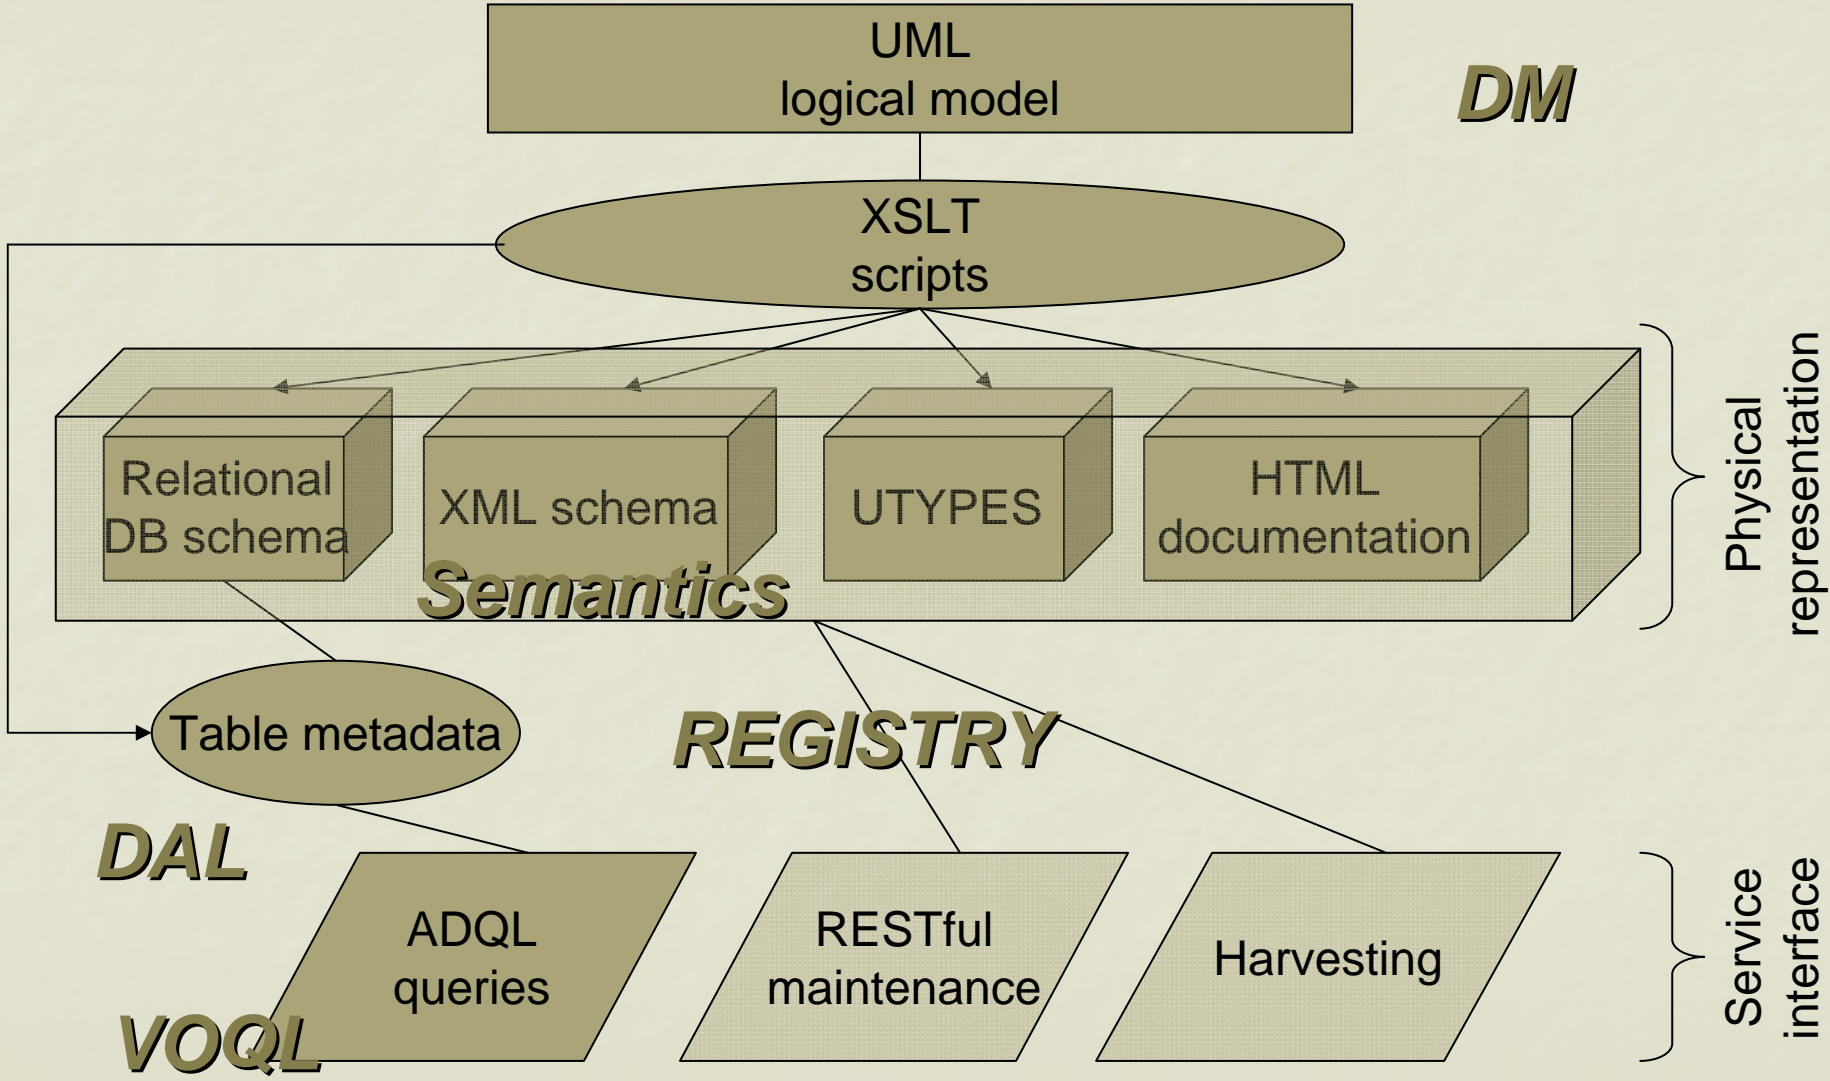 UML
logical model
DM
XSLT
scripts
Relational
DB schema
XML schema
UTYPES
HTML
documentation
Physical
representation
Semantics
Table metadata
REGISTRY
DAL
ADQL
queries
RESTful
maintenance
Harvesting
Service
interface
VOQL